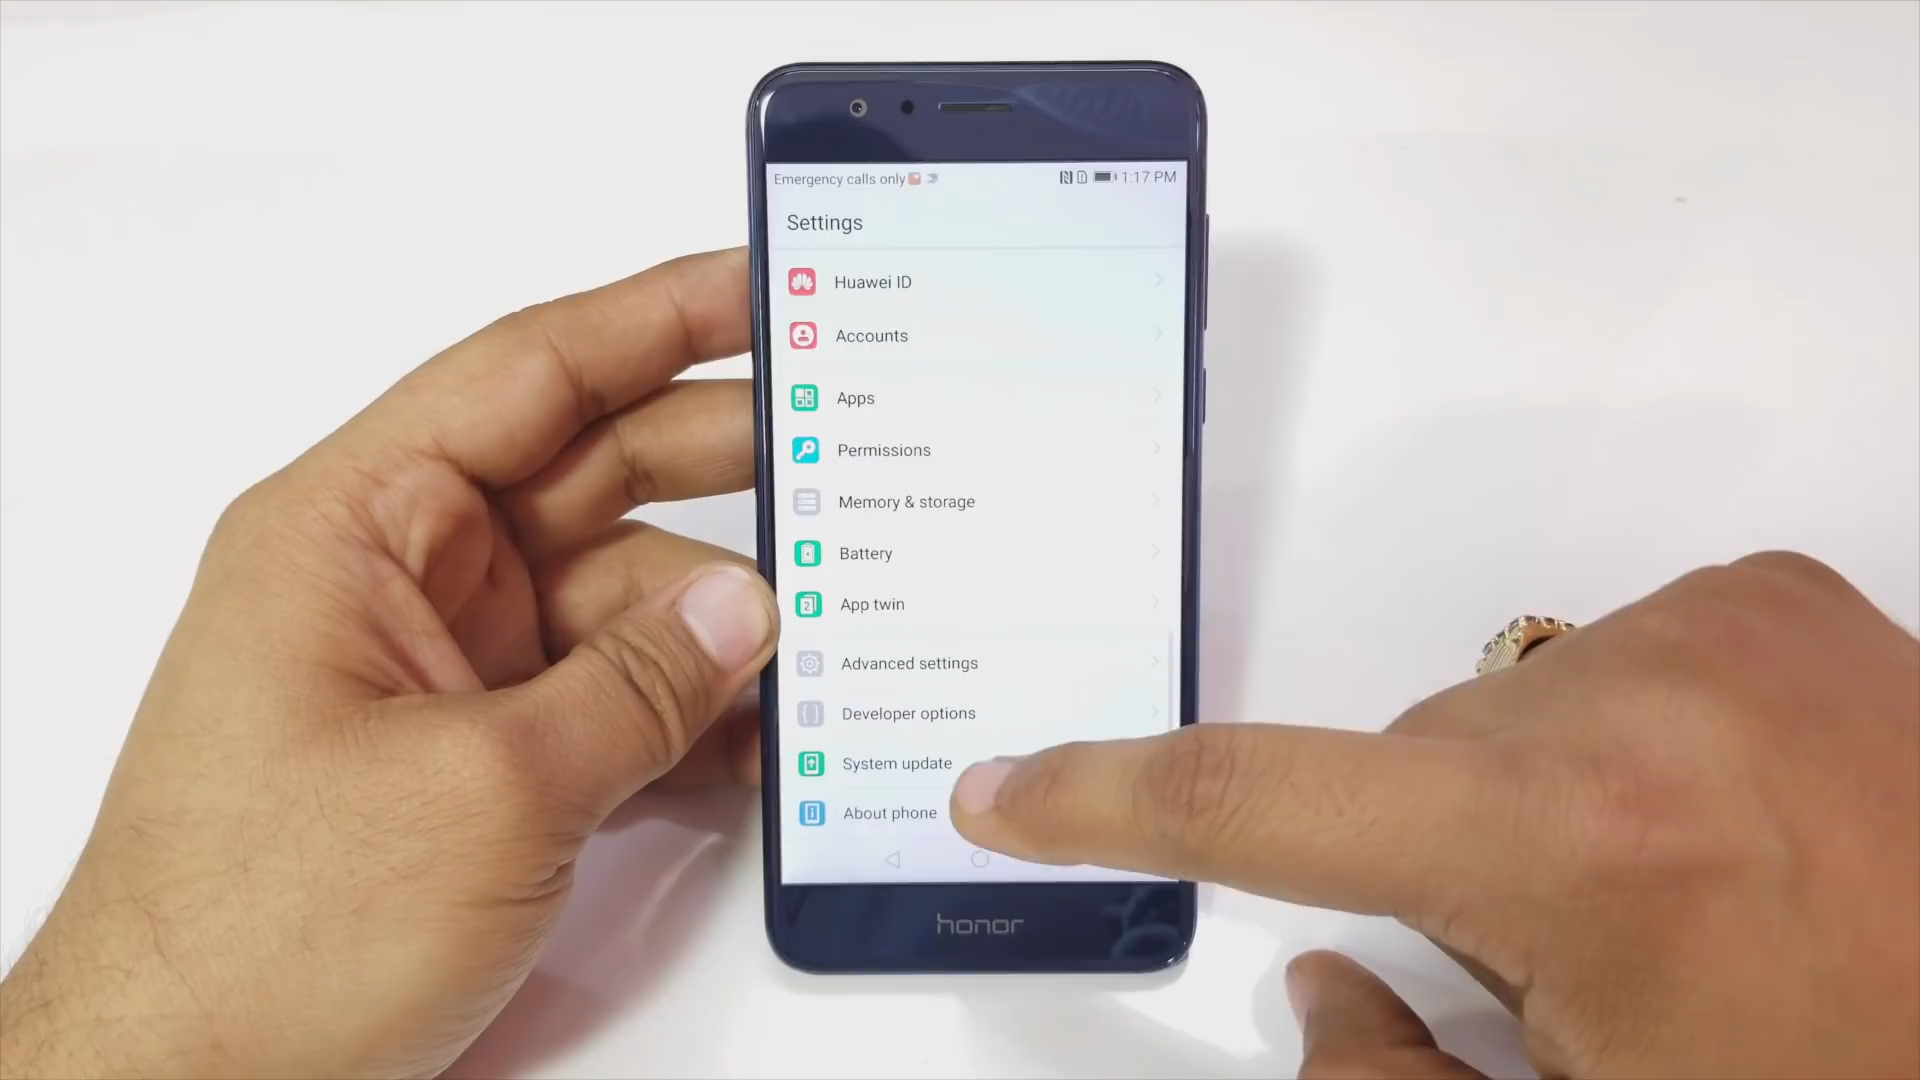 Emergency calls only 1:17 PM
Settings
Huawei ID
Accounts
Apps
Permissions
Memory & storage
Battery
2
App twin
Advanced settings
Developer options
System update
About phone
honor